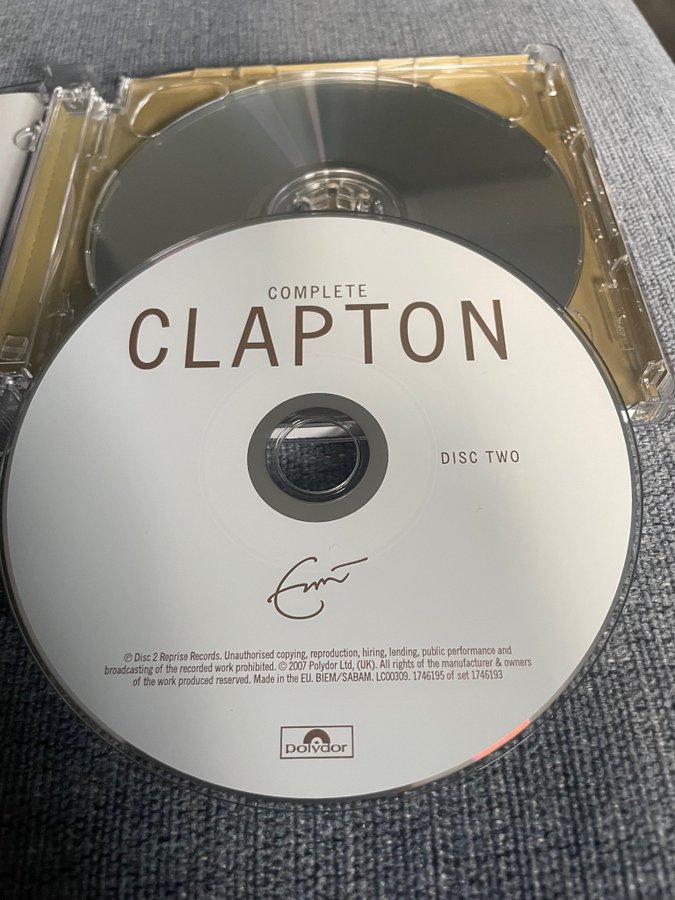 COMPLETE
CLAPTON
DISC TWO
Eric
℗ Disc 2 Reprise Records. Unauthorised copying, reproduction, hiring, lending, public performance and
broadcasting of the recorded work prohibited. © 2007 Polydor Ltd, (UK). All rights of the manufacturer & owners
of the work produced reserved. Made in the EU. BIEM/SABAM. LC00309. 1746195 of set 1746193
polydor